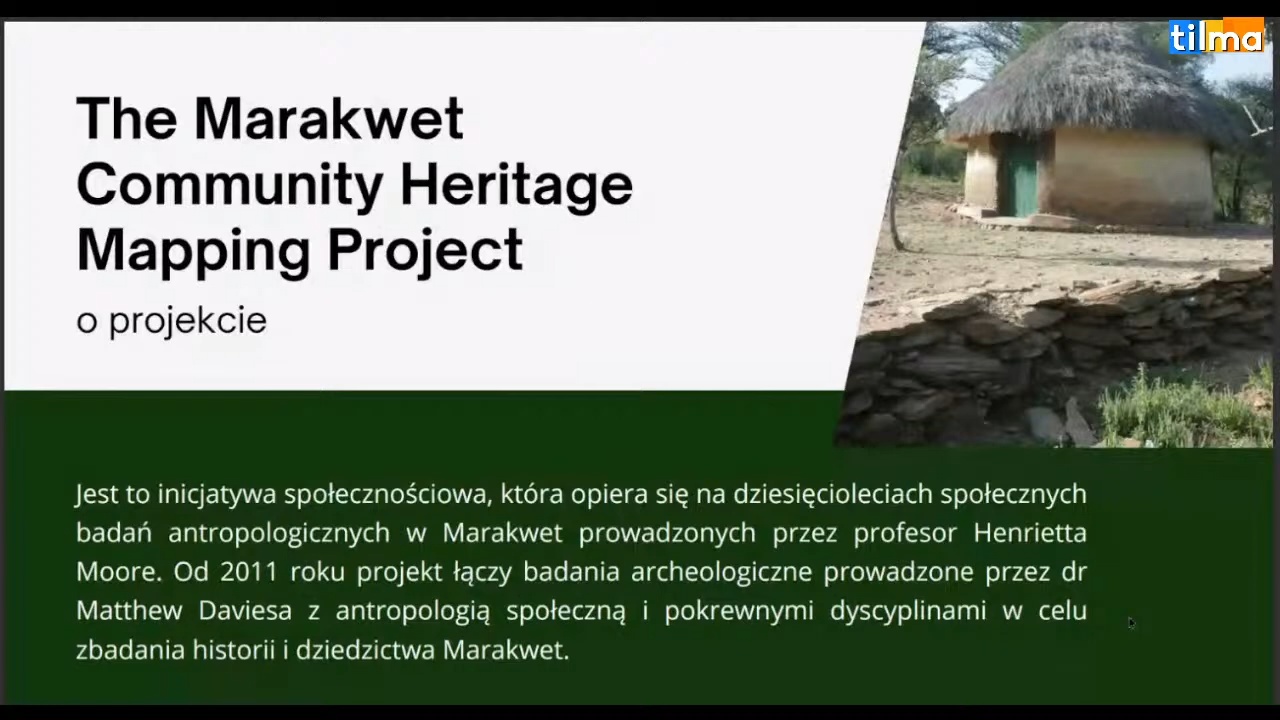 tilma
The Marakwet
Community Heritage
Mapping Project
o projekcie
Jest to inicjatywa społecznościowa, która opiera się na dziesięcioleciach społecznych
badań antropologicznych w Marakwet prowadzonych przez profesor Henrietta
Moore. Od 2011 roku projekt łączy badania archeologiczne prowadzone przez dr
Matthew Daviesa z antropologią społeczną i pokrewnymi dyscyplinami w celu
zbadania historii i dziedzictwa Marakwet.